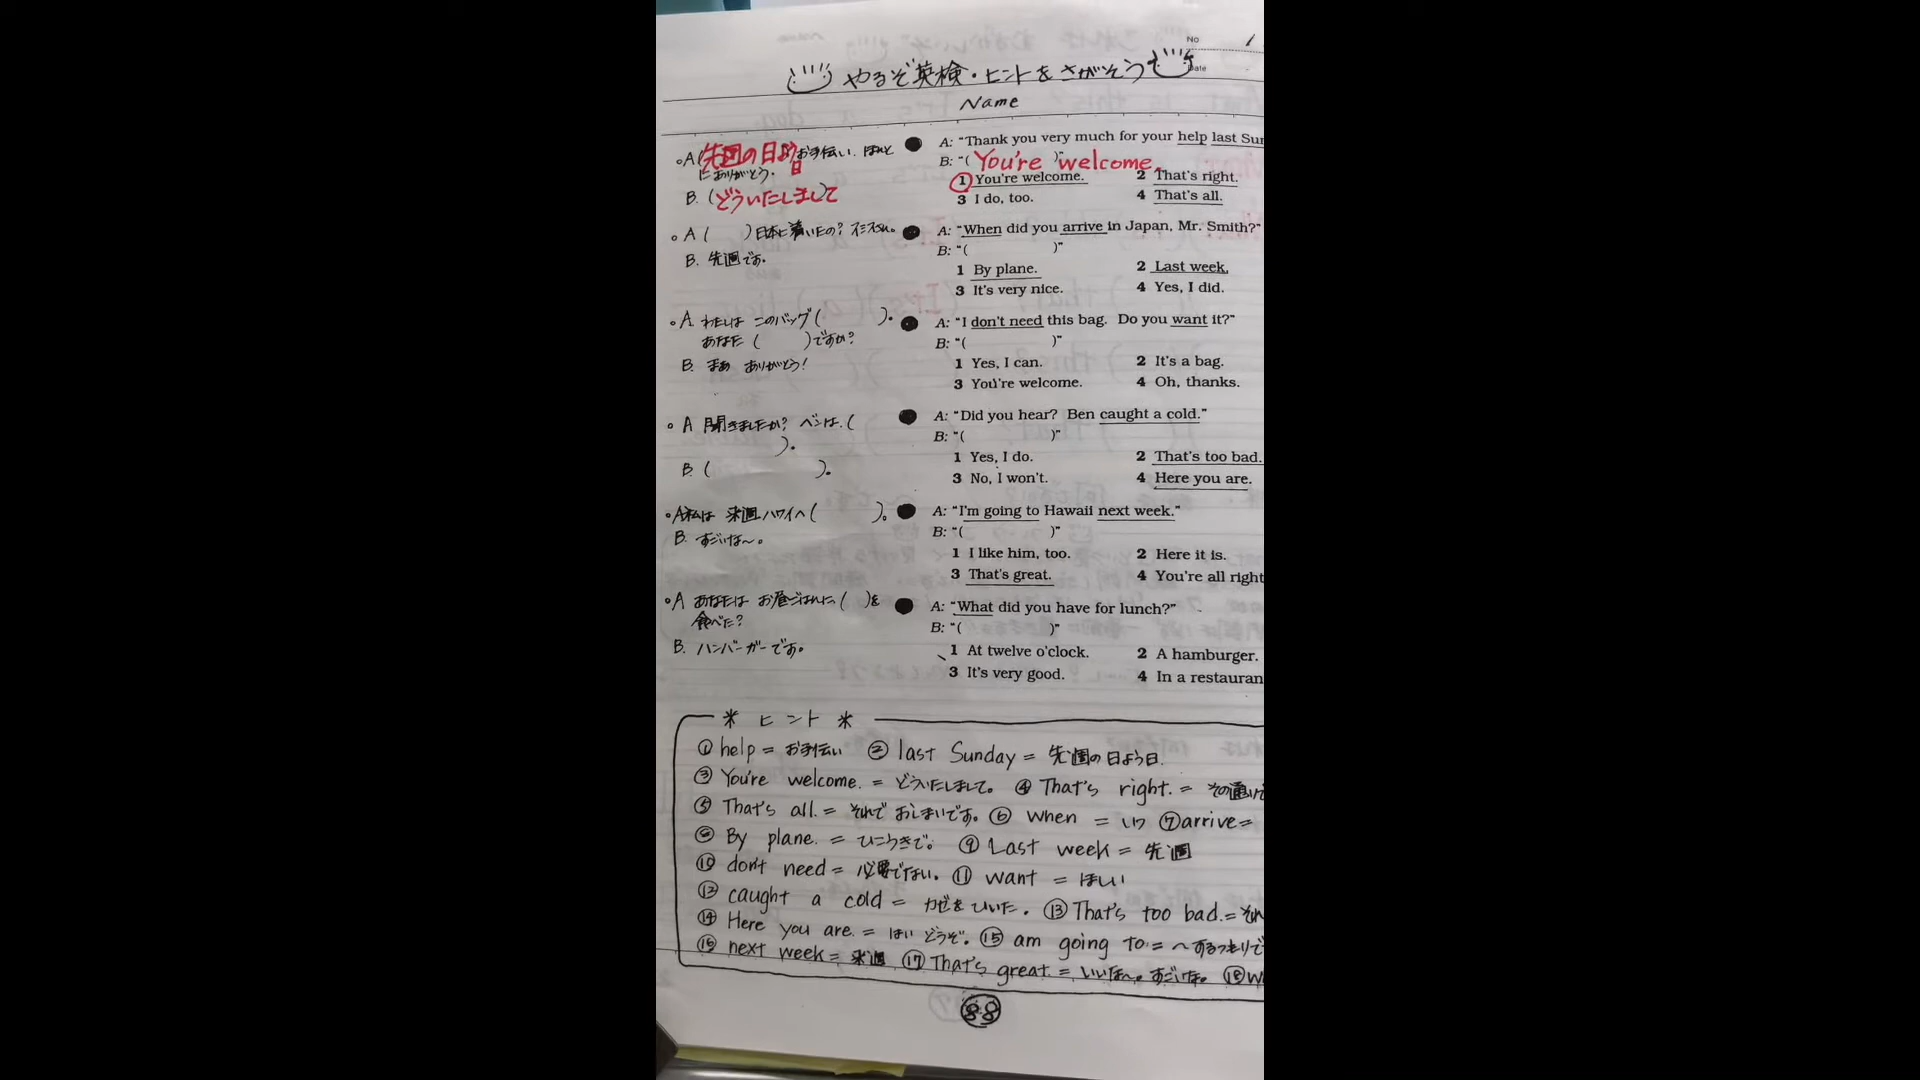 No
Date
やるぞ英検・ヒントをさがそう
Name
。A(先週の日よう日)お手伝い、ほんと
にありがとう。
B. (どういたしまして
A: "Thank you very much for your help last Sun
B: "( You're welcome. )"
1 You're welcome. 2 That's right.
3 I do, too. 4 That's all.
。A ( )日本に着いたの? スミスさん。
B. 先週です。
A: "When did you arrive in Japan, Mr. Smith?"
B: "( )"
1 By plane. 2 Last week.
3 It's very nice. 4 Yes, I did.
。A. わたしは このバッグ( )。
あなた ( )ですか?
B. まあ ありがとう!
A: "I don't need this bag. Do you want it?"
B: "( )"
1 Yes, I can. 2 It's a bag.
3 You're welcome. 4 Oh, thanks.
。A 聞きましたか? ベンは.(
)。
B ( )。
A: "Did you hear? Ben caught a cold."
B: "( )"
1 Yes, I do. 2 That's too bad.
3 No, I won't. 4 Here you are.
。A 私は 来週、ハワイへ( )。
B. すごいな〜。
A: "I'm going to Hawaii next week."
B: "( )"
1 I like him, too. 2 Here it is.
3 That's great. 4 You're all right
。A あなたは お昼ごはんに( )を
食べた?
B. ハンバーガーです。
A: "What did you have for lunch?"
B: "( )"
1 At twelve o'clock. 2 A hamburger.
3 It's very good. 4 In a restauran
* ヒント *
① help = お手伝い ② last Sunday = 先週の日よう日
③ You're welcome. = どういたしまして。 ④ That's right. = その通り
⑤ That's all. = それで おしまいです。 ⑥ when = いつ ⑦ arrive =
⑧ By plane. = ひこうきで。 ⑨ Last week = 先週
⑩ don't need = 必要でない。 ⑪ want = ほしい
⑫ caught a cold = カゼをひいた。 ⑬ That's too bad. = それ
⑭ Here you are. = はい どうぞ。 ⑮ am going to = 〜するつもりで
⑯ next week = 来週 ⑰ That's great. = いいな〜。すごいな。 ⑱ W
88